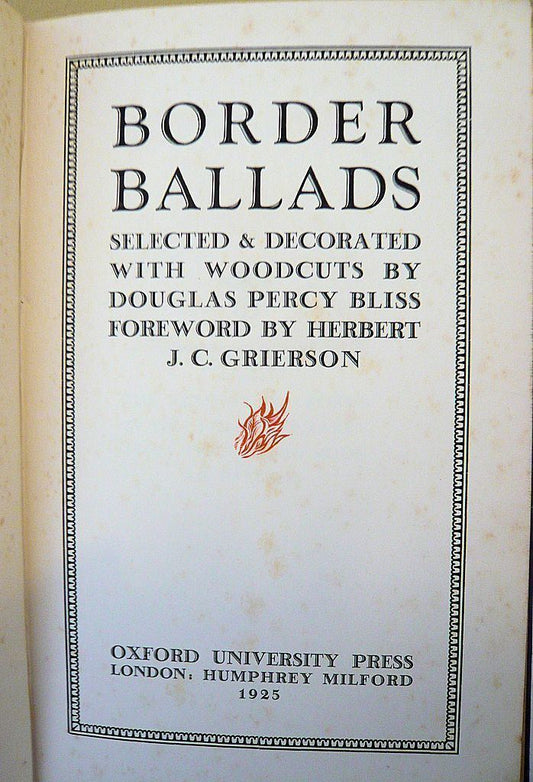 BORDER
BALLADS
SELECTED & DECORATED
WITH WOODCUTS BY
DOUGLAS PERCY BLISS
FOREWORD BY HERBERT
J. C. GRIERSON
OXFORD UNIVERSITY PRESS
LONDON: HUMPHREY MILFORD
1925